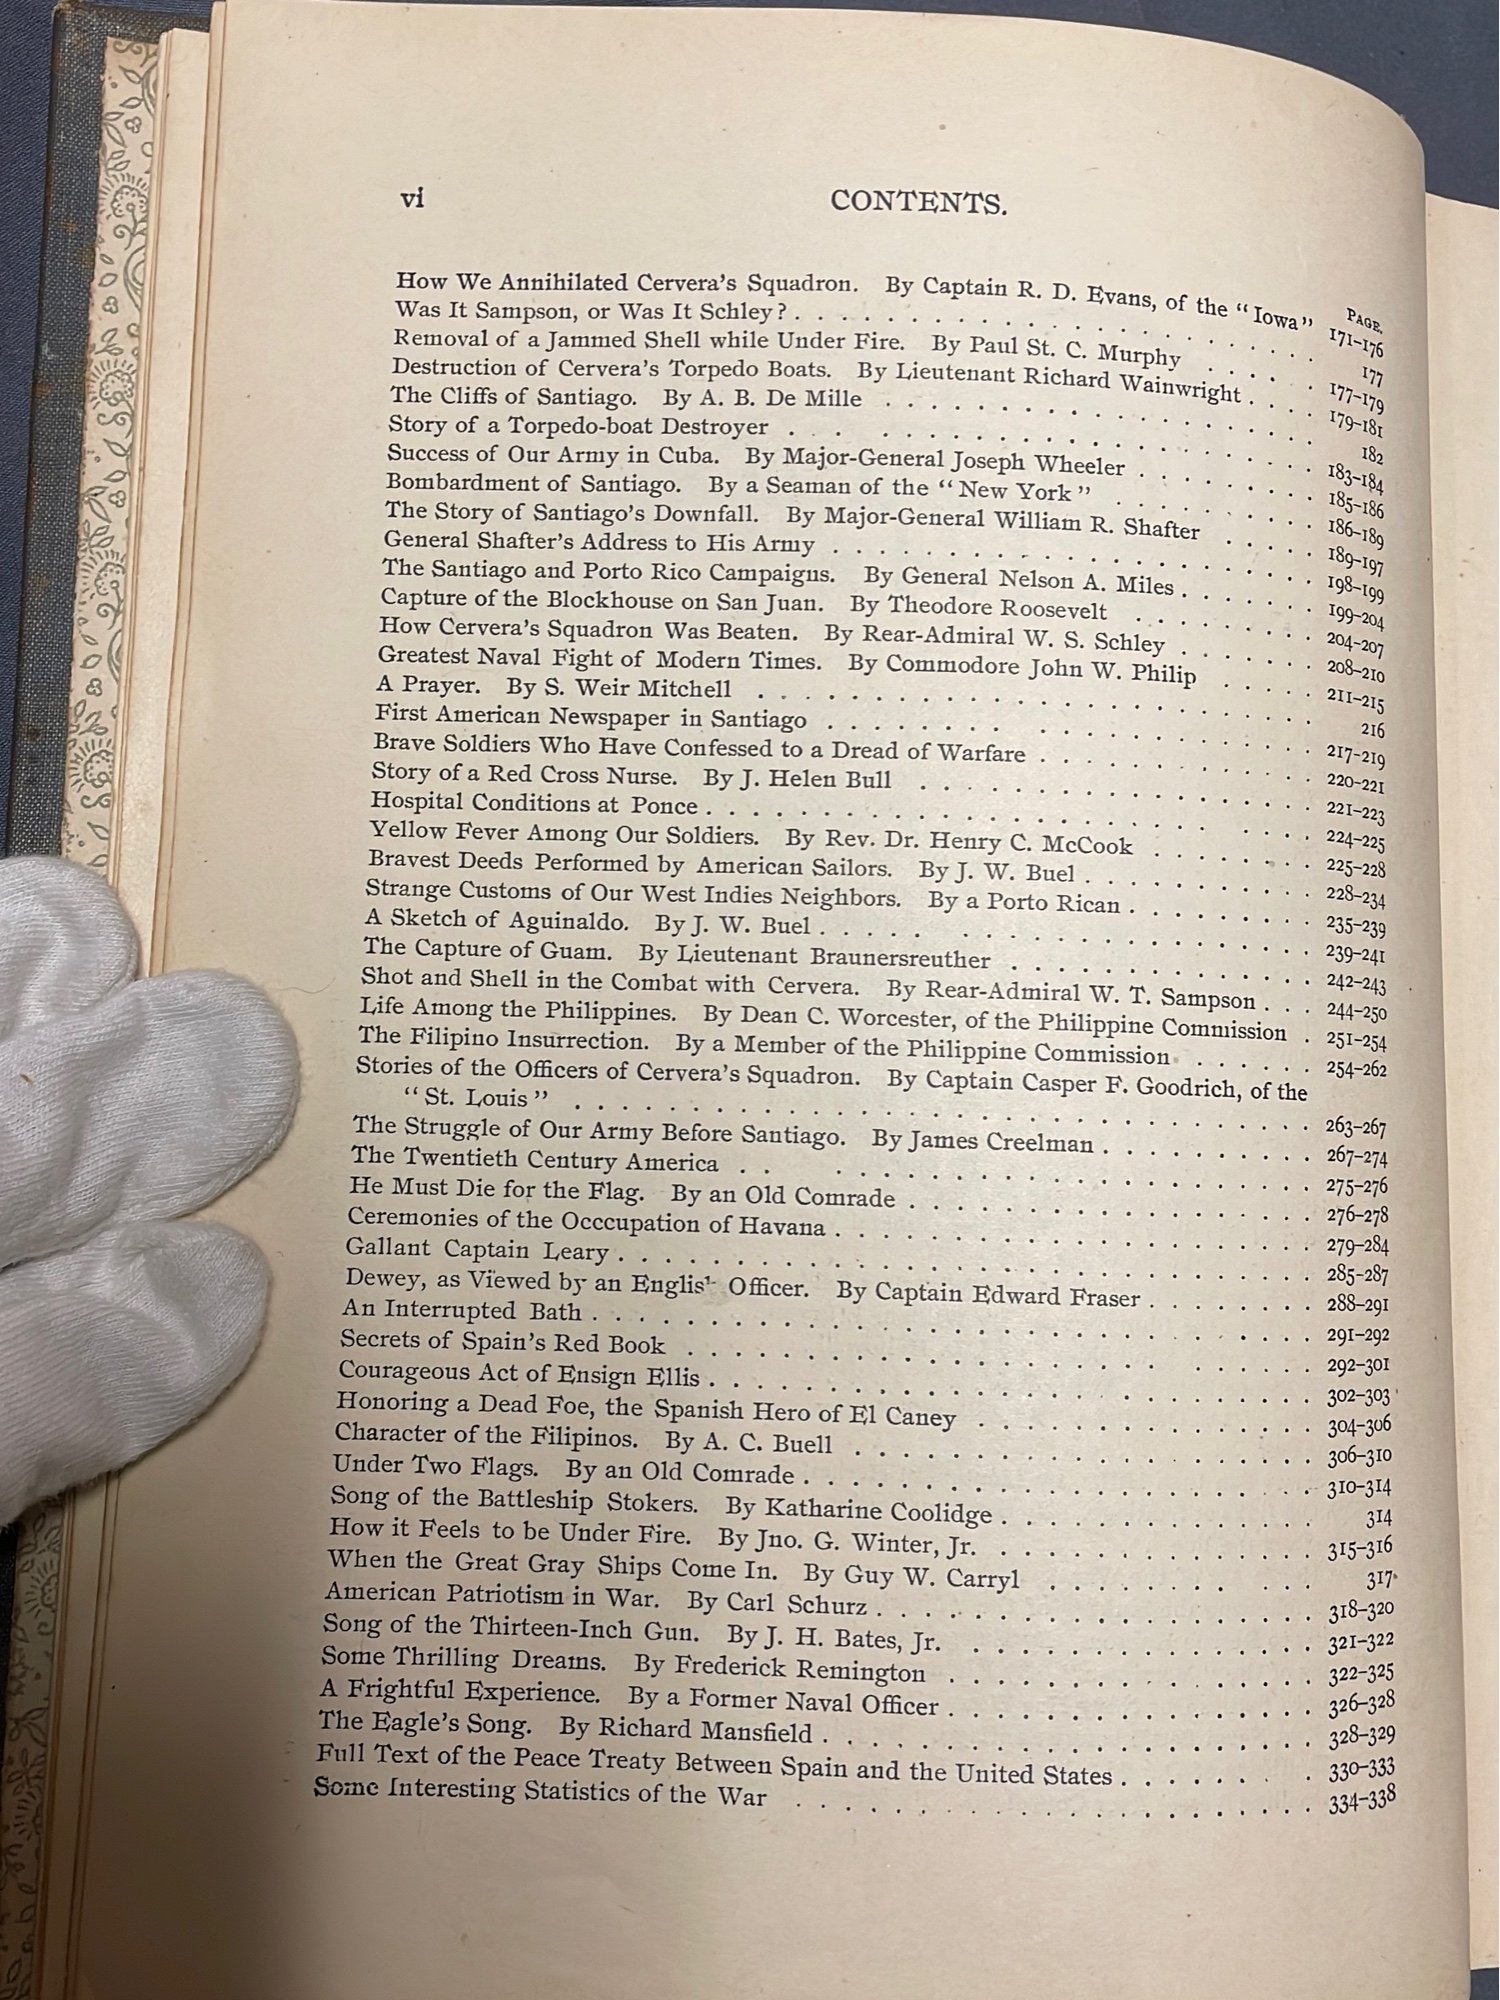 vi
CONTENTS.
PAGE.
How We Annihilated Cervera's Squadron. By Captain R. D. Evans, of the "Iowa" 171–176
Was It Sampson, or Was It Schley? . . . . . 177
Removal of a Jammed Shell while Under Fire. By Paul St. C. Murphy . . . . . 177–179
Destruction of Cervera's Torpedo Boats. By Lieutenant Richard Wainwright . . . . 179–181
The Cliffs of Santiago. By A. B. De Mille . . . . . 182
Story of a Torpedo-boat Destroyer . . . . . 183–184
Success of Our Army in Cuba. By Major-General Joseph Wheeler . . . . . 185–186
Bombardment of Santiago. By a Seaman of the "New York" . . . . . 186–189
The Story of Santiago's Downfall. By Major-General William R. Shafter . . . . . 189–197
General Shafter's Address to His Army . . . . . 198–199
The Santiago and Porto Rico Campaigns. By General Nelson A. Miles . . . . . 199–204
Capture of the Blockhouse on San Juan. By Theodore Roosevelt . . . . . 204–207
How Cervera's Squadron Was Beaten. By Rear-Admiral W. S. Schley . . . . . 208–210
Greatest Naval Fight of Modern Times. By Commodore John W. Philip . . . . . 211–215
A Prayer. By S. Weir Mitchell . . . . . 216
First American Newspaper in Santiago . . . . . 217–219
Brave Soldiers Who Have Confessed to a Dread of Warfare . . . . . 220–221
Story of a Red Cross Nurse. By J. Helen Bull . . . . . 221–223
Hospital Conditions at Ponce . . . . . 224–225
Yellow Fever Among Our Soldiers. By Rev. Dr. Henry C. McCook . . . . . 225–228
Bravest Deeds Performed by American Sailors. By J. W. Buel . . . . . 228–234
Strange Customs of Our West Indies Neighbors. By a Porto Rican . . . . . 235–239
A Sketch of Aguinaldo. By J. W. Buel . . . . . 239–241
The Capture of Guam. By Lieutenant Braunersreuther . . . . . 242–243
Shot and Shell in the Combat with Cervera. By Rear-Admiral W. T. Sampson . . . 244–250
Life Among the Philippines. By Dean C. Worcester, of the Philippine Commission . 251–254
The Filipino Insurrection. By a Member of the Philippine Commission . . . . . 254–262
Stories of the Officers of Cervera's Squadron. By Captain Casper F. Goodrich, of the
"St. Louis" . . . . . 263–267
The Struggle of Our Army Before Santiago. By James Creelman . . . . . 267–274
The Twentieth Century America . . . . . 275–276
He Must Die for the Flag. By an Old Comrade . . . . . 276–278
Ceremonies of the Occcupation of Havana . . . . . 279–284
Gallant Captain Leary . . . . . 285–287
Dewey, as Viewed by an English Officer. By Captain Edward Fraser . . . . . 288–291
An Interrupted Bath . . . . . 291–292
Secrets of Spain's Red Book . . . . . 292–301
Courageous Act of Ensign Ellis . . . . . 302–303
Honoring a Dead Foe, the Spanish Hero of El Caney . . . . . 304–306
Character of the Filipinos. By A. C. Buell . . . . . 306–310
Under Two Flags. By an Old Comrade . . . . . 310–314
Song of the Battleship Stokers. By Katharine Coolidge . . . . . 314
How it Feels to be Under Fire. By Jno. G. Winter, Jr. . . . . . 315–316
When the Great Gray Ships Come In. By Guy W. Carryl . . . . . 317
American Patriotism in War. By Carl Schurz . . . . . 318–320
Song of the Thirteen-Inch Gun. By J. H. Bates, Jr. . . . . . 321–322
Some Thrilling Dreams. By Frederick Remington . . . . . 322–325
A Frightful Experience. By a Former Naval Officer . . . . . 326–328
The Eagle's Song. By Richard Mansfield . . . . . 328–329
Full Text of the Peace Treaty Between Spain and the United States . . . . . 330–333
Some Interesting Statistics of the War . . . . . 334–338